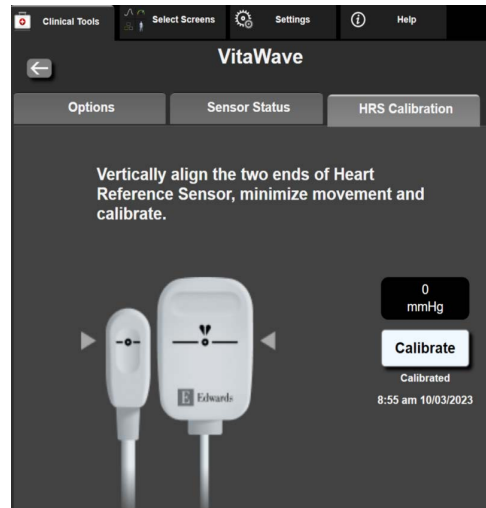 Clinical Tools
Select Screens
Settings
Help
VitaWave
Options
Sensor Status
HRS Calibration
Vertically align the two ends of Heart
Reference Sensor, minimize movement and
calibrate.
0
mmHg
Calibrate
Calibrated
8:55 am 10/03/2023
E Edwards